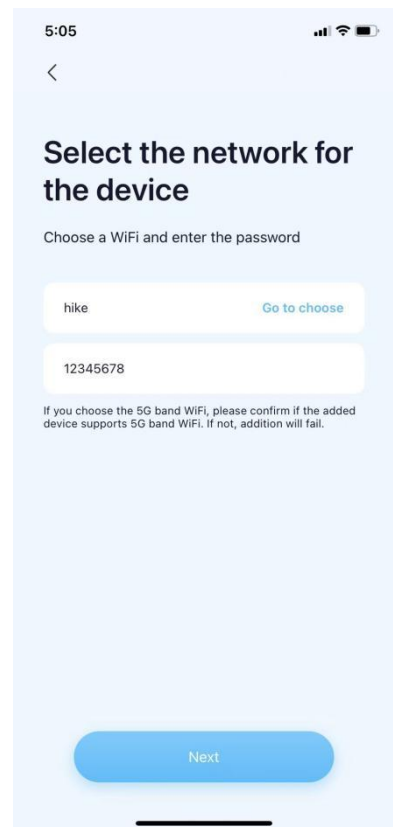 5:05
Select the network for
the device
Choose a WiFi and enter the password
hike Go to choose
12345678
If you choose the 5G band WiFi, please confirm if the added
device supports 5G band WiFi. If not, addition will fail.
Next